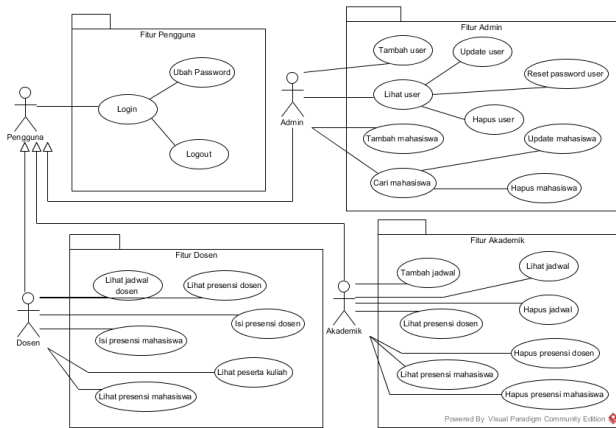 Fitur Pengguna
Ubah Password
Login
Logout
Pengguna
Fitur Admin
Tambah user
Update user
Reset password user
Lihat user
Hapus user
Admin
Tambah mahasiswa
Update mahasiswa
Cari mahasiswa
Hapus mahasiswa
Fitur Dosen
Lihat jadwal
dosen
Lihat presensi dosen
Isi presensi dosen
Dosen
Isi presensi mahasiswa
Lihat peserta kuliah
Lihat presensi mahasiswa
Fitur Akademik
Tambah jadwal
Lihat jadwal
Hapus jadwal
Akademik
Lihat presensi dosen
Hapus presensi dosen
Lihat presensi mahasiswa
Hapus presensi mahasiswa
Powered By Visual Paradigm Community Edition